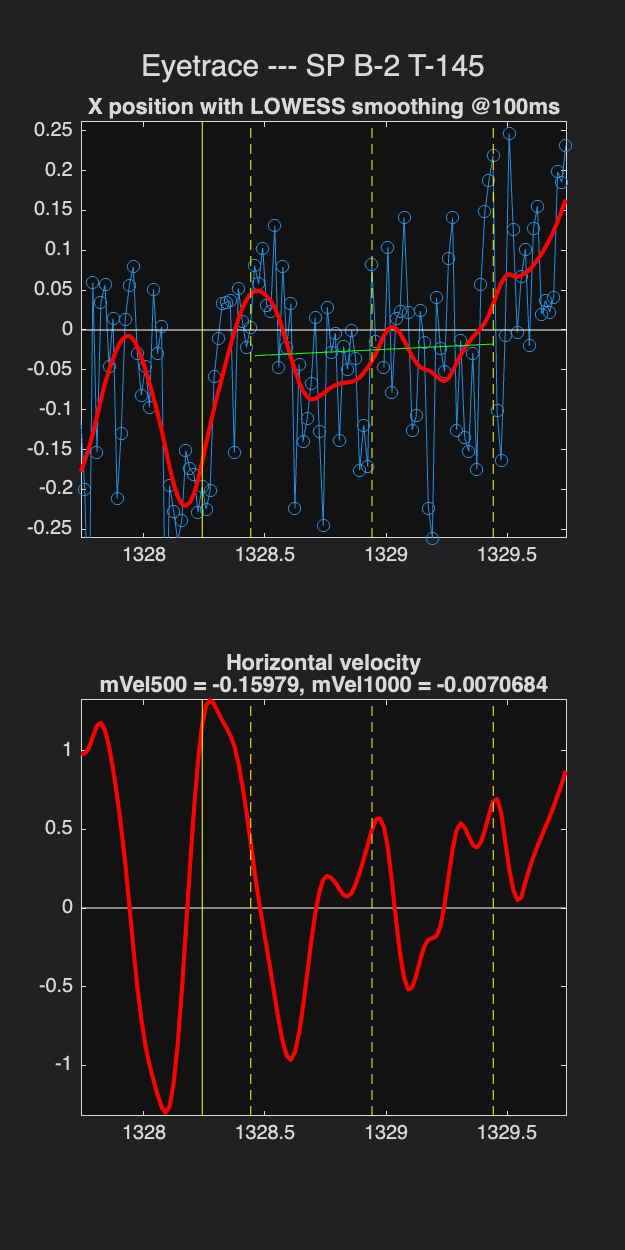 Eyetrace --- SP B-2 T-145
X position with LOWESS smoothing @100ms
0.25
0.2
0.15
0.1
0.05
0
-0.05
-0.1
-0.15
-0.2
-0.25
1328 1328.5 1329 1329.5
Horizontal velocity
mVel500 = -0.15979, mVel1000 = -0.0070684
1
0.5
0
-0.5
-1
1328 1328.5 1329 1329.5